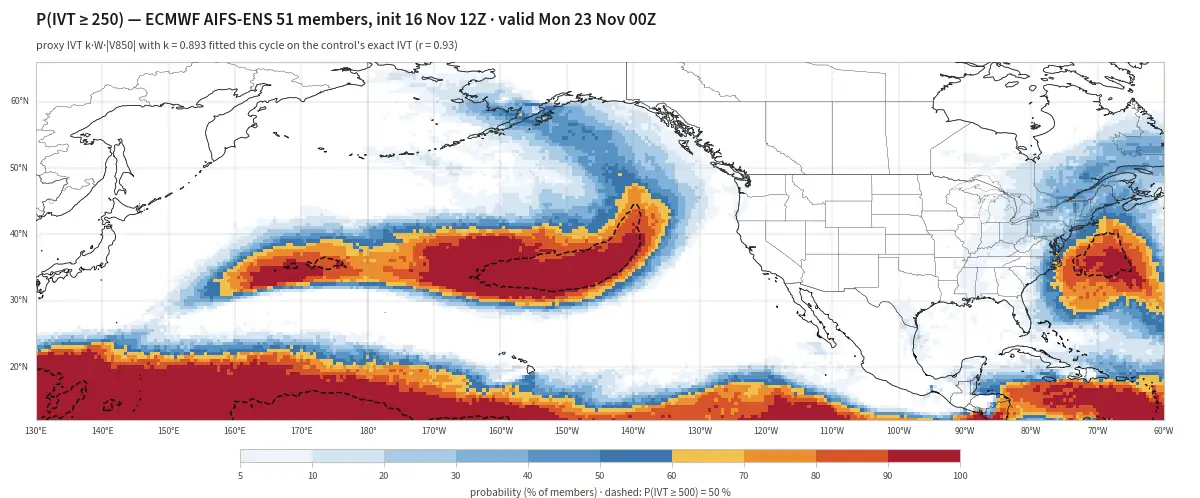 P(IVT ≥ 250) — ECMWF AIFS-ENS 51 members, init 16 Nov 12Z · valid Mon 23 Nov 00Z
proxy IVT k·W·|V850| with k = 0.893 fitted this cycle on the control's exact IVT (r = 0.93)
60°N
50°N
40°N
30°N
20°N
130°E 140°E 150°E 160°E 170°E 180° 170°W 160°W 150°W 140°W 130°W 120°W 110°W 100°W 90°W 80°W 70°W 60°W
5 10 20 30 40 50 60 70 80 90 100
probability (% of members) · dashed: P(IVT ≥ 500) = 50 %